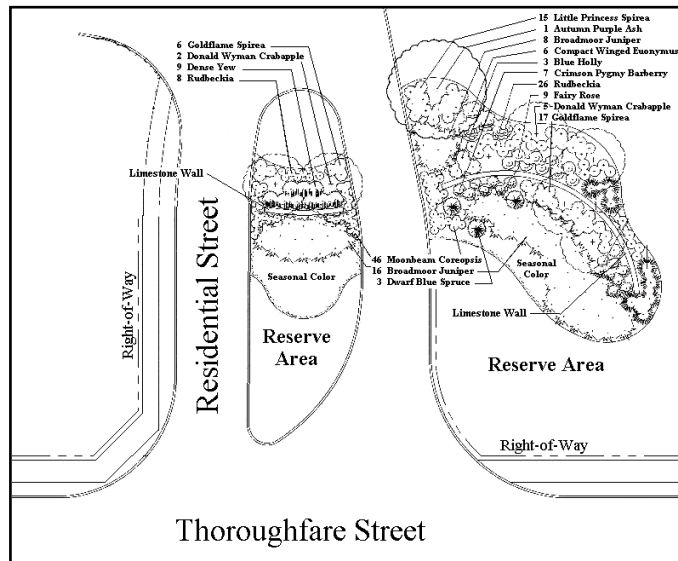 6 Goldflame Spirea
2 Donald Wyman Crabapple
9 Dense Yew
8 Rudbeckia
Limestone Wall
15 Little Princess Spirea
1 Autumn Purple Ash
8 Broadmoor Juniper
6 Compact Winged Euonymus
3 Blue Holly
7 Crimson Pygmy Barberry
26 Rudbeckia
9 Fairy Rose
5 Donald Wyman Crabapple
17 Goldflame Spirea
46 Moonbeam Coreopsis
16 Broadmoor Juniper
3 Dwarf Blue Spruce
Seasonal Color
Seasonal
Color
Limestone Wall
Right-of-Way
Residential Street
Reserve
Area
Reserve Area
Right-of-Way
Thoroughfare Street